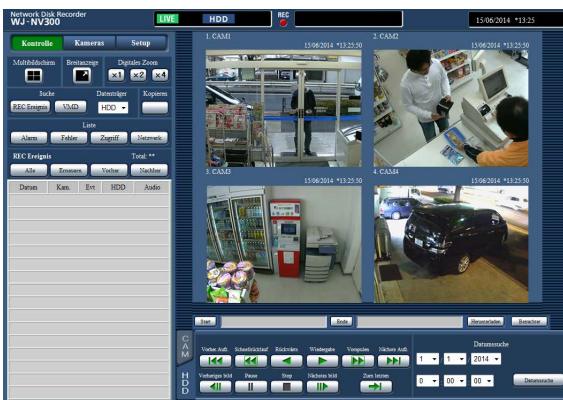 Network Disk Recorder
WJ-NV300
LIVE HDD REC 15/06/2014 *13:25
Kontrolle Kameras Setup
Multibildschirm Breitanzeige Digitales Zoom
x1 x2 x4
Suche Datenträger Kopieren
REC Ereignis VMD HDD
Liste
Alarm Fehler Zugriff Netzwerk
REC Ereignis Total: **
Alle Erneuern Vorher Nachher
Datum Kam. Evt HDD Audio
1. CAM1
15/06/2014 *13:25:50
2. CAM2
15/06/2014 *13:25:50
3. CAM3
15/06/2014 *13:25:50
4. CAM4
15/06/2014 *13:25:50
Start Ende Herunterladen Betrachter
CAM
HDD
Vorher Aufn. Schnellrücklauf Rückwärts Wiedergabe Vorspulen Nächste Aufn.
Vorheriges bild Pause Stop Nächstes bild Zum letzten
Datumssuche
1 1 2014
0 00 00 Datumssuche